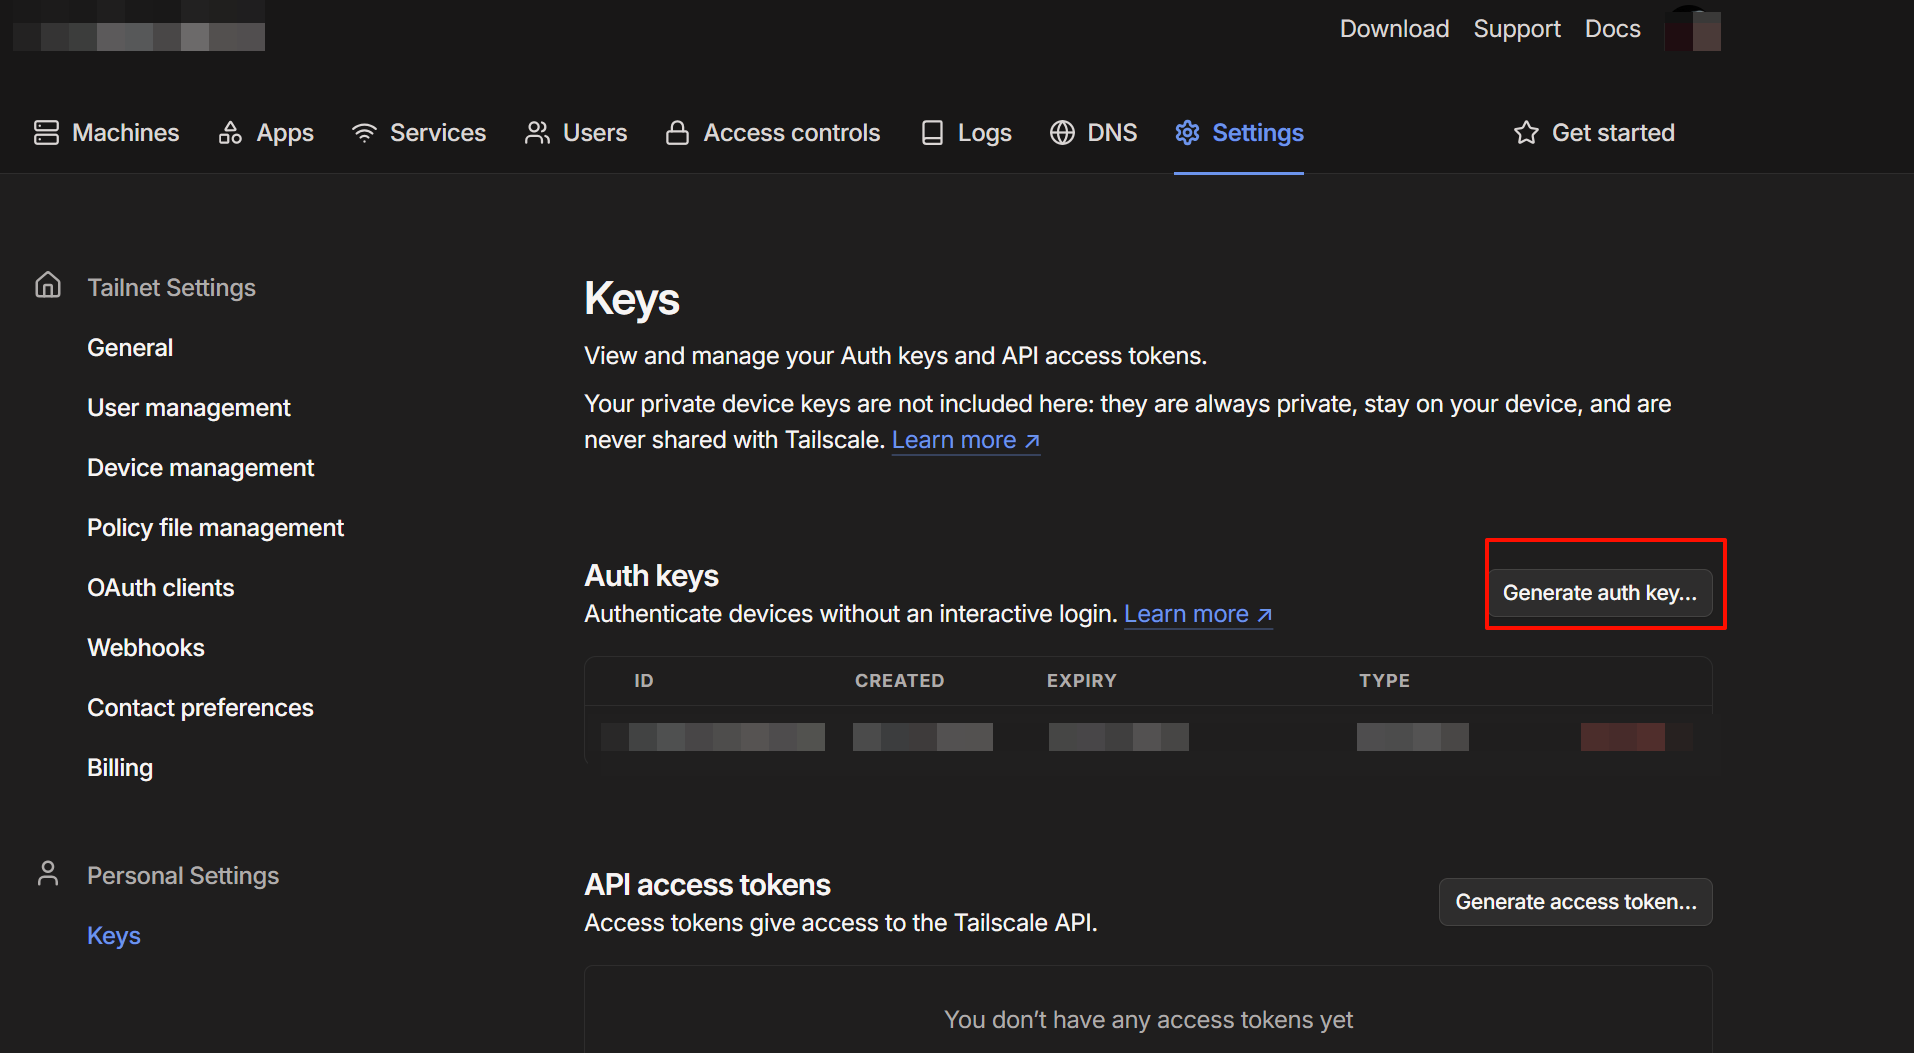 Download Support Docs
Machines Apps Services Users Access controls Logs DNS Settings Get started
Tailnet Settings
General
User management
Device management
Policy file management
OAuth clients
Webhooks
Contact preferences
Billing
Personal Settings
Keys
Keys
View and manage your Auth keys and API access tokens.
Your private device keys are not included here: they are always private, stay on your device, and are
never shared with Tailscale. Learn more ↗
Auth keys
Authenticate devices without an interactive login. Learn more ↗
Generate auth key...
ID CREATED EXPIRY TYPE
API access tokens
Access tokens give access to the Tailscale API.
Generate access token...
You don’t have any access tokens yet